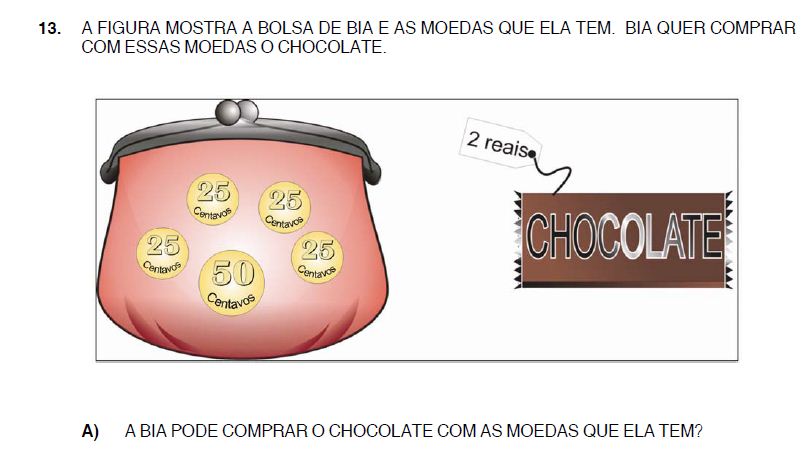 13. A FIGURA MOSTRA A BOLSA DE BIA E AS MOEDAS QUE ELA TEM. BIA QUER COMPRAR
COM ESSAS MOEDAS O CHOCOLATE.
2 reais
25
Centavos
25
Centavos
25
Centavos
25
Centavos
50
Centavos
CHOCOLATE
A) A BIA PODE COMPRAR O CHOCOLATE COM AS MOEDAS QUE ELA TEM?